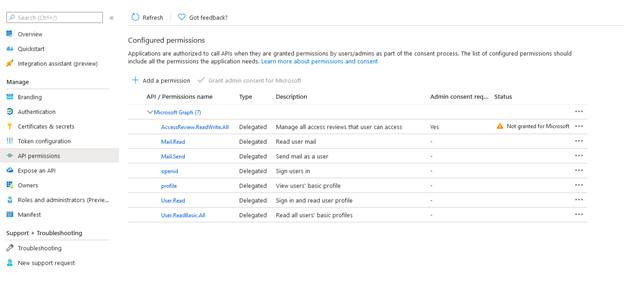 Search (Ctrl+/)
«
Refresh
Got feedback?
Overview
Quickstart
Integration assistant (preview)
Manage
Branding
Authentication
Certificates & secrets
Token configuration
API permissions
Expose an API
Owners
Roles and administrators (Previe...
Manifest
Support + Troubleshooting
Troubleshooting
New support request
Configured permissions
Applications are authorized to call APIs when they are granted permissions by users/admins as part of the consent process. The list of configured permissions should
include all the permissions the application needs. Learn more about permissions and consent
Add a permission
Grant admin consent for Microsoft
API / Permissions name Type Description Admin consent req... Status
Microsoft Graph (7) ...
AccessReview.ReadWrite.All Delegated Manage all access reviews that user can access Yes Not granted for Microsoft ...
Mail.Read Delegated Read user mail - ...
Mail.Send Delegated Send mail as a user - ...
openid Delegated Sign users in - ...
profile Delegated View users' basic profile - ...
User.Read Delegated Sign in and read user profile - ...
User.ReadBasic.All Delegated Read all users' basic profiles - ...